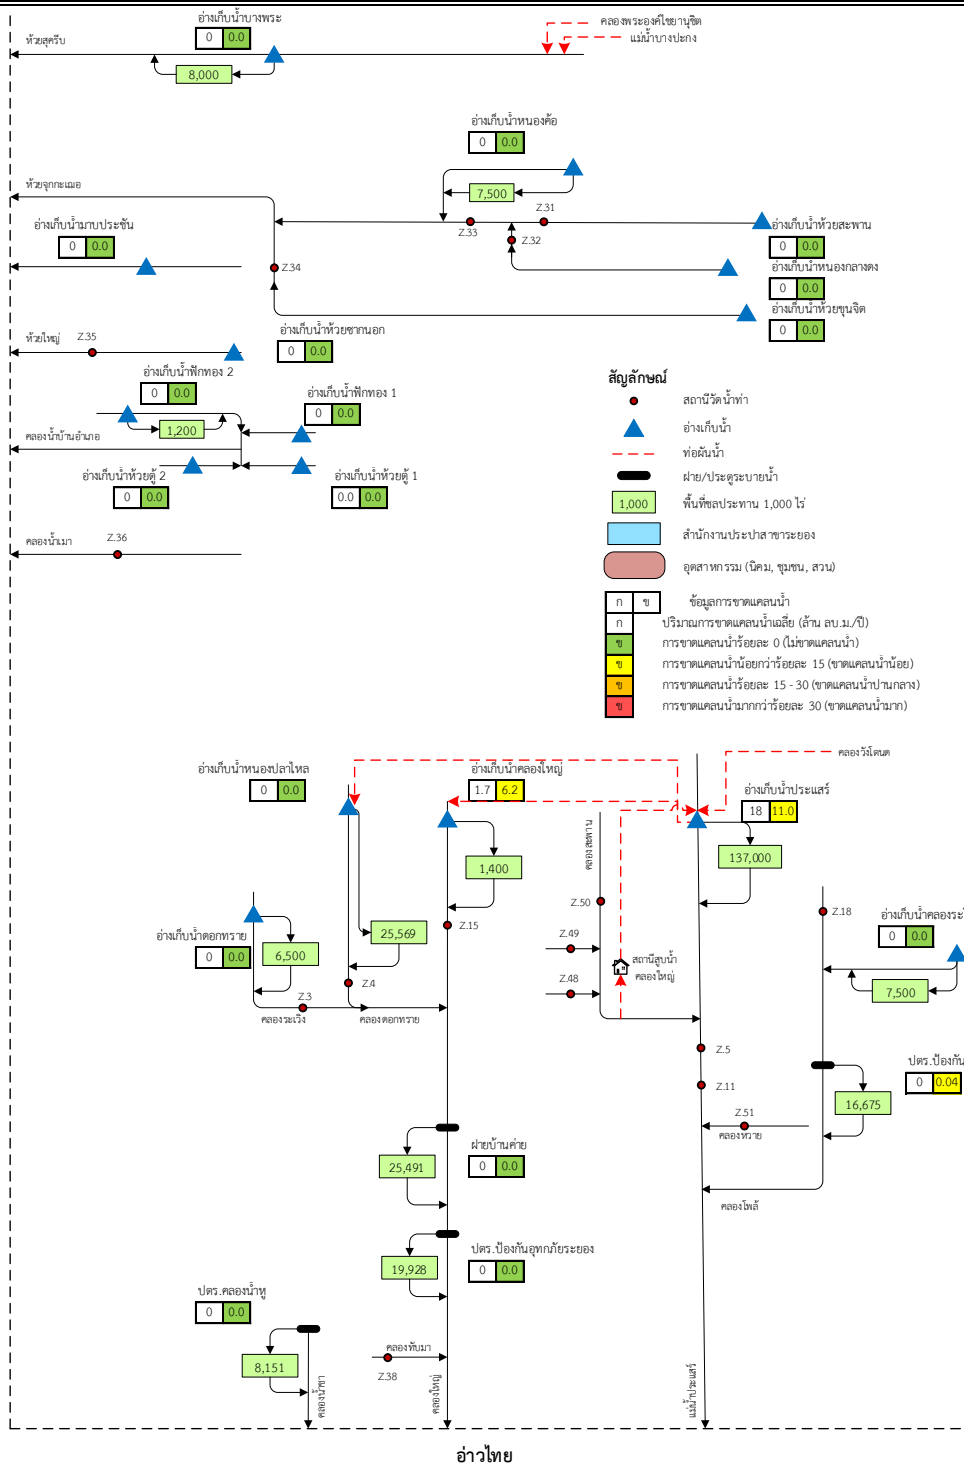 อ่างเก็บน้ำบางพระ
0 0.0
คลองพระองค์ไชยานุชิต
แม่น้ำบางปะกง
ห้วยสุครีบ
8,000
อ่างเก็บน้ำหนองค้อ
0 0.0
ห้วยจุกกะเฌอ
7,500
อ่างเก็บน้ำมาบประชัน
0 0.0
Z.31
Z.33
Z.32
อ่างเก็บน้ำห้วยสะพาน
0 0.0
Z.34
อ่างเก็บน้ำหนองกลางดง
0 0.0
อ่างเก็บน้ำห้วยขุนจิต
0 0.0
ห้วยใหญ่
Z.35
อ่างเก็บน้ำห้วยซากนอก
0 0.0
อ่างเก็บน้ำฟักทอง 2
0 0.0
อ่างเก็บน้ำฟักทอง 1
0 0.0
1,200
คลองน้ำบ้านอำเภอ
อ่างเก็บน้ำห้วยตู้ 2
0 0.0
อ่างเก็บน้ำห้วยตู้ 1
0.0 0.0
คลองน้ำเมา
Z.36
สัญลักษณ์
สถานีวัดน้ำท่า
อ่างเก็บน้ำ
ท่อผันน้ำ
ฝาย/ประตูระบายน้ำ
1,000 พื้นที่ชลประทาน 1,000 ไร่
สำนักงานประปาสาขาระยอง
อุตสาหกรรม (นิคม, ชุมชน, สวน)
ก ข ข้อมูลการขาดแคลนน้ำ
ก ปริมาณการขาดแคลนน้ำเฉลี่ย (ล้าน ลบ.ม./ปี)
ข การขาดแคลนน้ำร้อยละ 0 (ไม่ขาดแคลนน้ำ)
ข การขาดแคลนน้ำน้อยกว่าร้อยละ 15 (ขาดแคลนน้ำน้อย)
ข การขาดแคลนน้ำร้อยละ 15 - 30 (ขาดแคลนน้ำปานกลาง)
ข การขาดแคลนน้ำมากกว่าร้อยละ 30 (ขาดแคลนน้ำมาก)
คลองวังโตนด
อ่างเก็บน้ำหนองปลาไหล
0 0.0
อ่างเก็บน้ำคลองใหญ่
1.7 6.2
อ่างเก็บน้ำประแสร์
18 11.0
คลองสะพาน
137,000
1,400
Z.50
Z.18
อ่างเก็บน้ำคลองระ
0 0.0
Z.15
25,569
อ่างเก็บน้ำดอกทราย
0 0.0
6,500
Z.49
สถานีสูบน้ำ
คลองใหญ่
Z.48
Z.4
7,500
Z.3
คลองระเวิง
คลองดอกทราย
Z.5
ปตร.ป้องกัน
0 0.04
Z.11
16,675
Z.51
คลองหวาย
ฝายบ้านค่าย
0 0.0
25,491
คลองโพล้
ปตร.ป้องกันอุทกภัยระยอง
0 0.0
19,928
ปตร.คลองน้ำหู
0 0.0
8,151
คลองทับมา
Z.38
คลองน้ำชา
คลองใหญ่
แม่น้ำประแสร์
อ่าวไทย